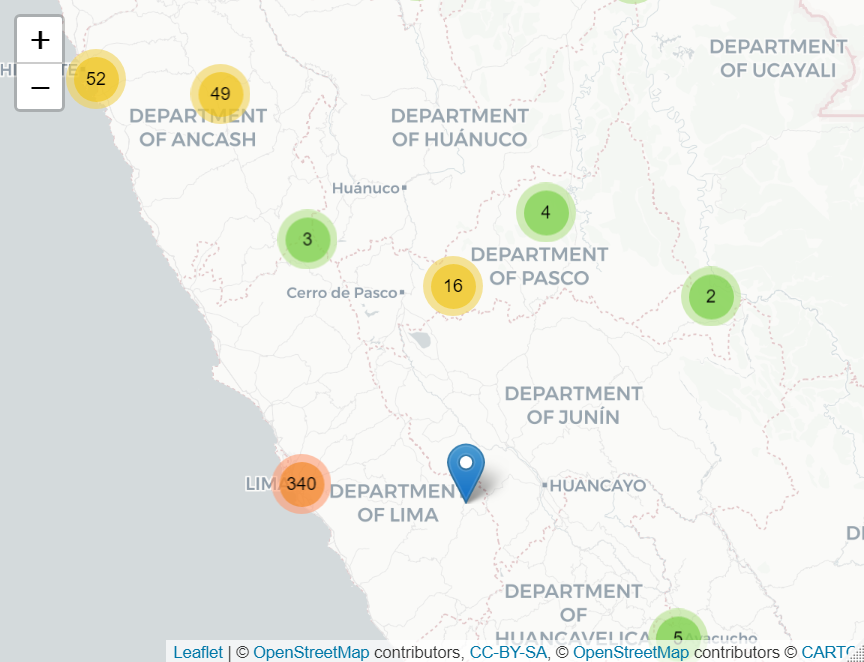 +
−
52
49
DEPARTMENT
OF ANCASH
DEPARTMENT
OF HUÁNUCO
DEPARTMENT
OF UCAYALI
Huánuco
3
4
DEPARTMENT
OF PASCO
16
Cerro de Pasco
2
DEPARTMENT
OF JUNÍN
340
DEPARTMENT
OF LIMA
HUANCAYO
DEPARTMENT
OF
HUANCAVELICA
5
Ayacucho
Leaflet | © OpenStreetMap contributors, CC-BY-SA, © OpenStreetMap contributors © CARTO